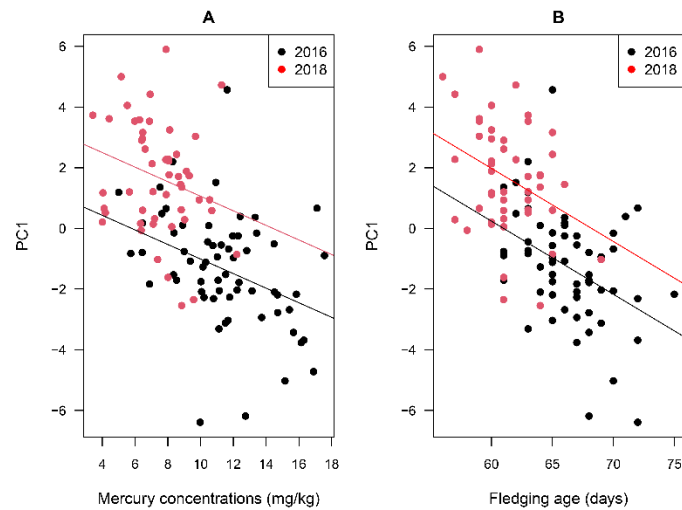 A
B
6
4
2
0
−2
−4
−6
PC1
2016
2018
4 6 8 10 12 14 16 18
Mercury concentrations (mg/kg)
6
4
2
0
−2
−4
−6
PC1
2016
2018
60 65 70 75
Fledging age (days)